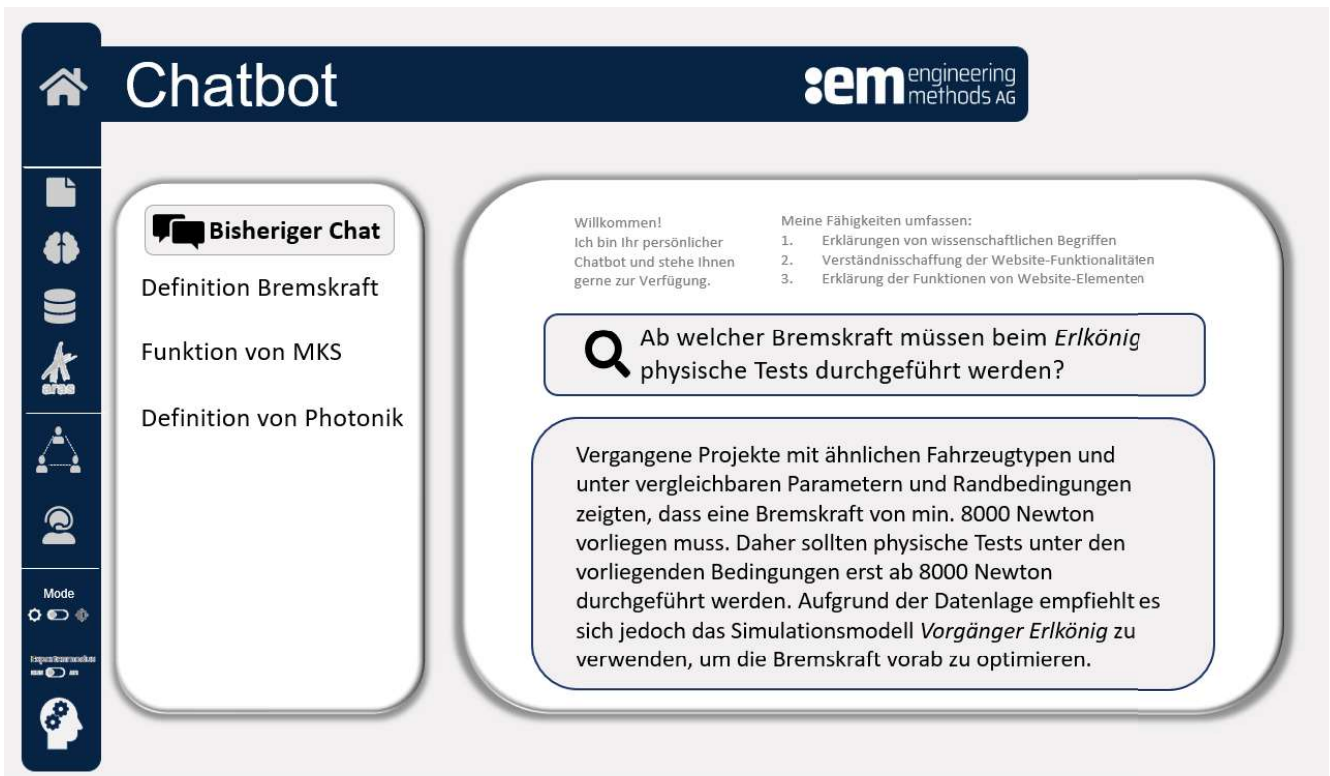 Chatbot
:em engineering
methods AG
aras
Mode
Bisheriger Chat
Definition Bremskraft
Funktion von MKS
Definition von Photonik
Willkommen!
Ich bin Ihr persönlicher
Chatbot und stehe Ihnen
gerne zur Verfügung.
Meine Fähigkeiten umfassen:
1. Erklärungen von wissenschaftlichen Begriffen
2. Verständnisschaffung der Website-Funktionalitäten
3. Erklärung der Funktionen von Website-Elementen
Ab welcher Bremskraft müssen beim Erlkönig
physische Tests durchgeführt werden?
Vergangene Projekte mit ähnlichen Fahrzeugtypen und
unter vergleichbaren Parametern und Randbedingungen
zeigten, dass eine Bremskraft von min. 8000 Newton
vorliegen muss. Daher sollten physische Tests unter den
vorliegenden Bedingungen erst ab 8000 Newton
durchgeführt werden. Aufgrund der Datenlage empfiehlt es
sich jedoch das Simulationsmodell Vorgänger Erlkönig zu
verwenden, um die Bremskraft vorab zu optimieren.